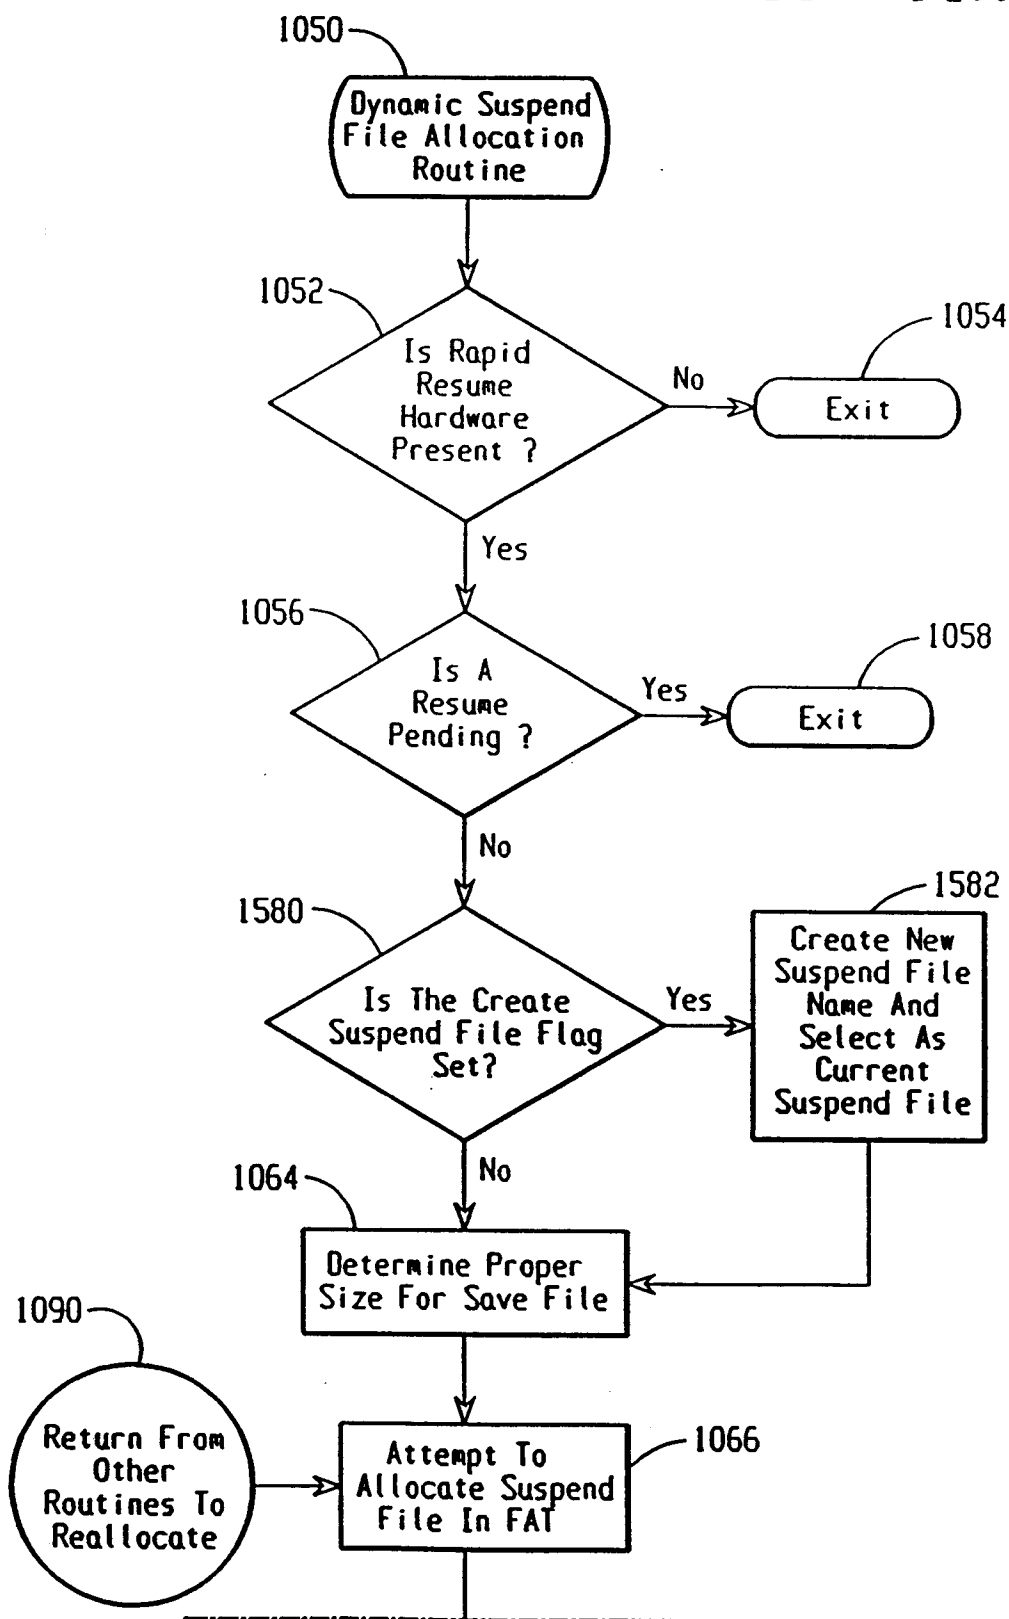 1050
Dynamic Suspend
File Allocation
Routine
1052
Is Rapid
Resume
Hardware
Present ?
No
1054
Exit
Yes
1056
Is A
Resume
Pending ?
Yes
1058
Exit
No
1580
Is The Create
Suspend File Flag
Set?
Yes
1582
Create New
Suspend File
Name And
Select As
Current
Suspend File
No
1064
Determine Proper
Size For Save File
1090
Return From
Other
Routines To
Reallocate
1066
Attempt To
Allocate Suspend
File In FAT